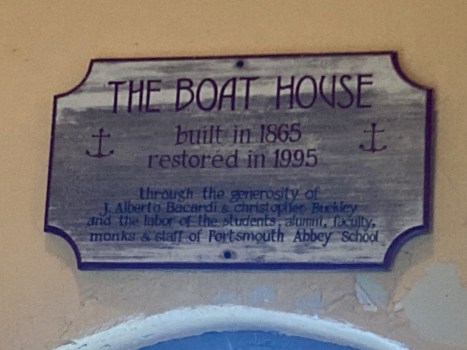 THE BOAT HOUSE
built in 1865
restored in 1995
through the generosity of
J. Alberto Bacardi & Christopher Buckley
and the labor of the students, alumni, faculty,
monks & staff of Portsmouth Abbey School